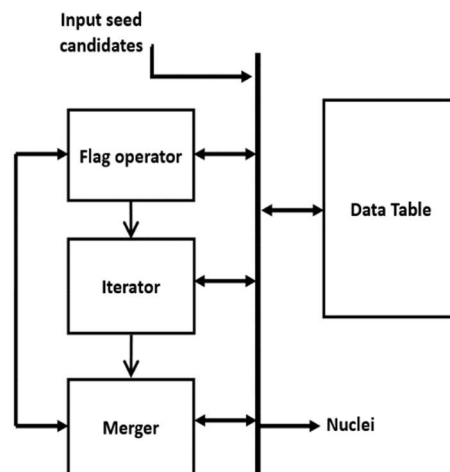 Input seed
candidates
Flag operator
Data Table
Iterator
Merger
Nuclei